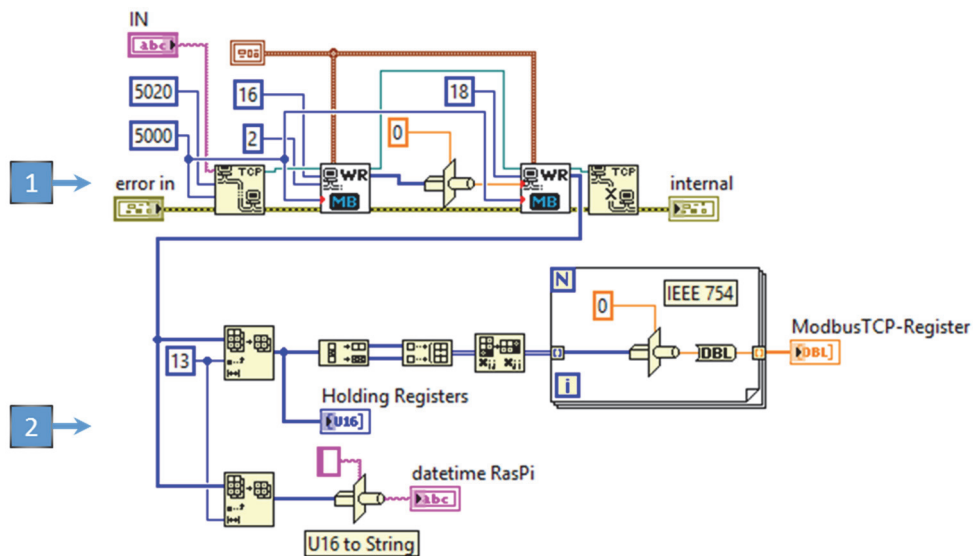 IN
abc
5020
16
18
5000
2
0
TCP
WR
WR
TCP
1
error in
MB
MB
internal
N
IEEE 754
0
ModbusTCP-Register
13
DBL
DBL]
i
Holding Registers
[U16]
2
datetime RasPi
abc
U16 to String